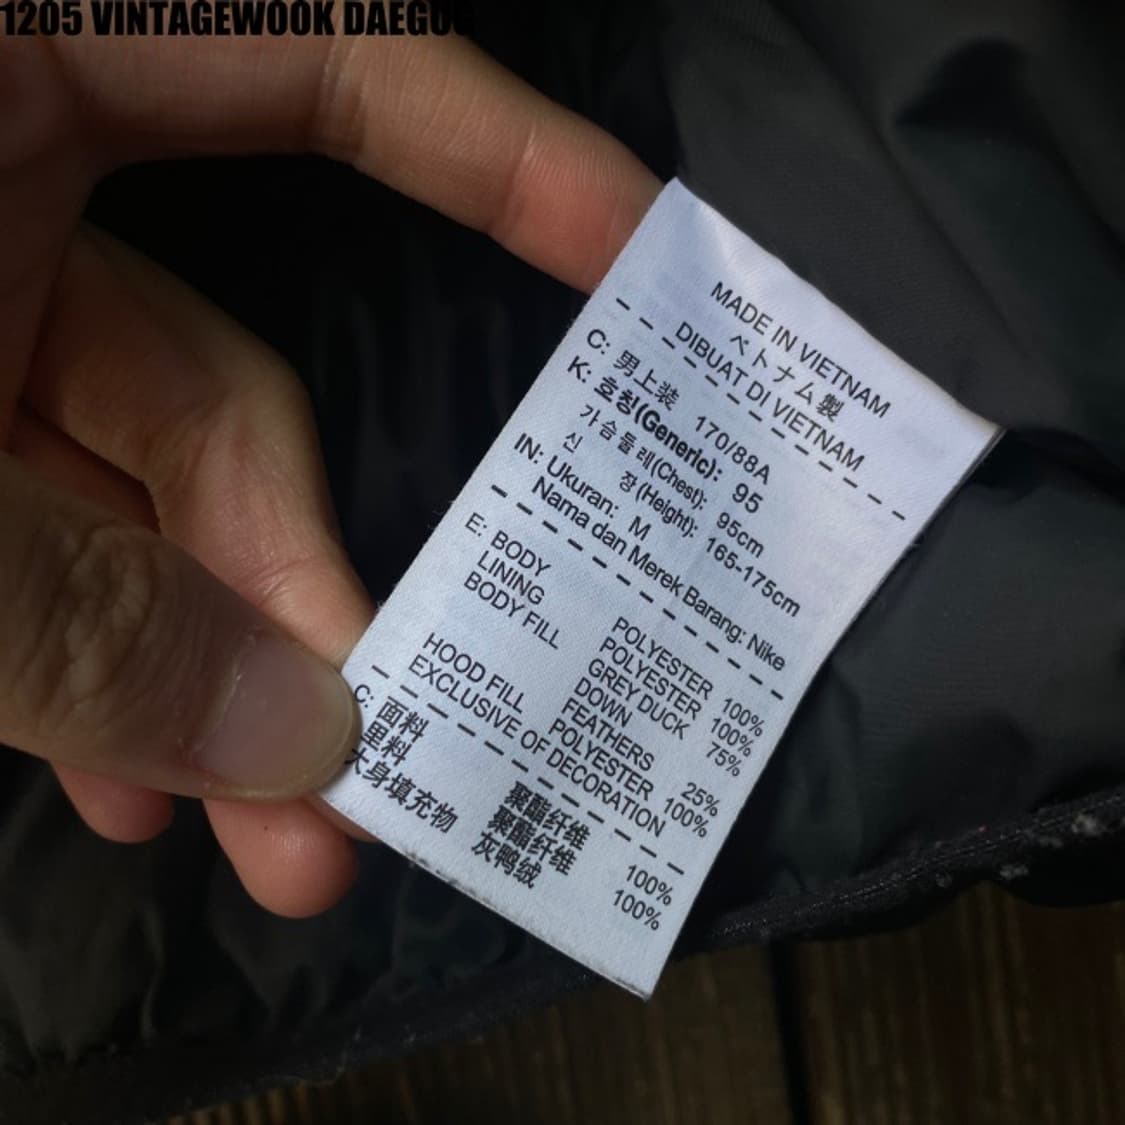 1205 VINTAGEWOOK DAEGUG
MADE IN VIETNAM
ベトナム製
DIBUAT DI VIETNAM
C: 男上装 170/88A
K: 호칭(Generic): 95
가슴둘레(Chest): 95cm
신 장(Height): 165-175cm
IN: Ukuran: M
Nama dan Merek Barang: Nike
E: BODY POLYESTER 100%
LINING POLYESTER 100%
BODY FILL GREY DUCK 75%
DOWN
FEATHERS 25%
HOOD FILL POLYESTER 100%
EXCLUSIVE OF DECORATION
C: 面料 聚酯纤维 100%
里料 聚酯纤维 100%
大身填充物 灰鸭绒